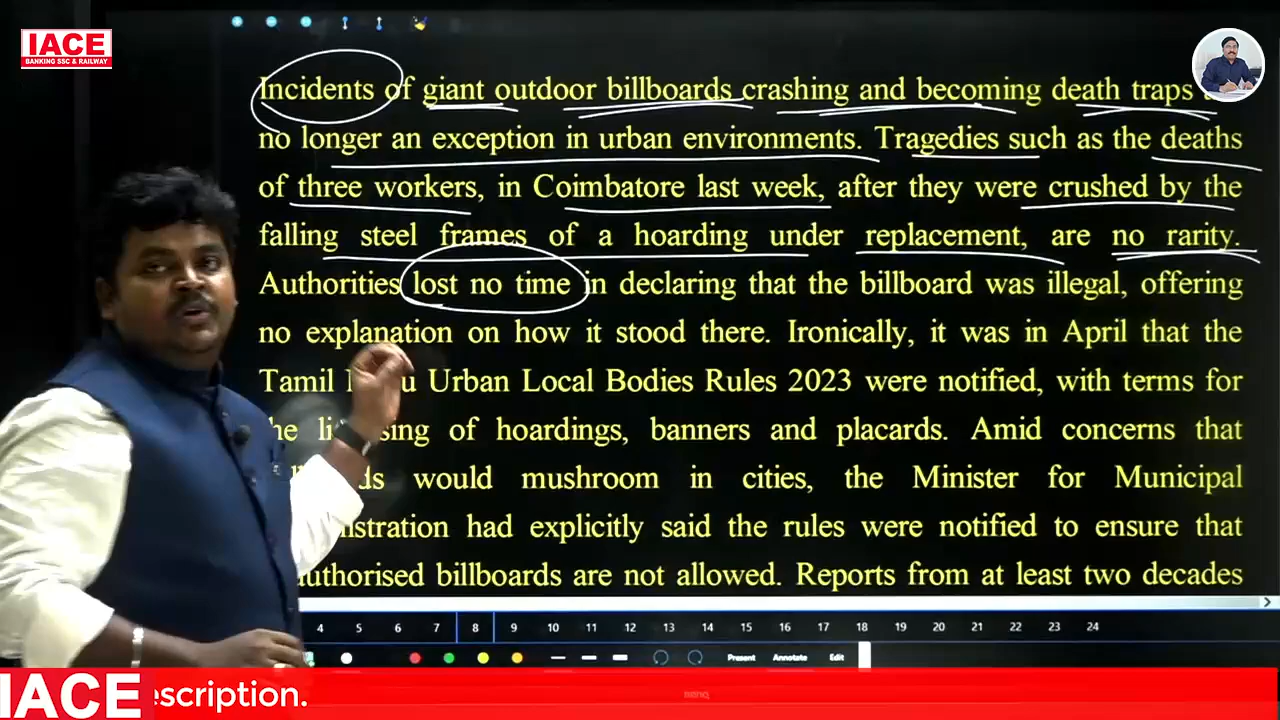 IACE
BANKING SSC & RAILWAY
Incidents of giant outdoor billboards crashing and becoming death traps
no longer an exception in urban environments. Tragedies such as the deaths
of three workers, in Coimbatore last week, after they were crushed by the
falling steel frames of a hoarding under replacement, are no rarity.
Authorities lost no time in declaring that the billboard was illegal, offering
no explanation on how it stood there. Ironically, it was in April that the
Tamil Urban Local Bodies Rules 2023 were notified, with terms for
of hoardings, banners and placards. Amid concerns that
would mushroom in cities, the Minister for Municipal
had explicitly said the rules were notified to ensure that
billboards are not allowed. Reports from at least two decades
4 5 6 7 8 9 10 11 12 13 14 15 16 17 18 19 20 21 22 23 24
Present Annotate Edit
IACE escription.
BENQ